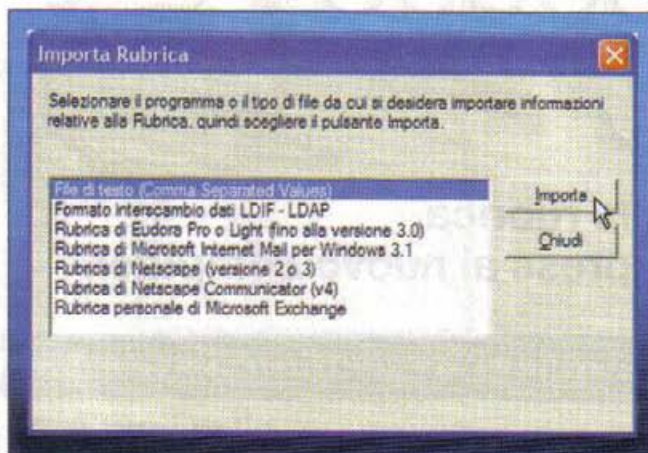 Importa Rubrica
Selezionare il programma o il tipo di file da cui si desidera importare informazioni
relative alla Rubrica, quindi scegliere il pulsante Importa.
File di testo (Comma Separated Values)
Formato interscambio dati LDIF - LDAP
Rubrica di Eudora Pro o Light (fino alla versione 3.0)
Rubrica di Microsoft Internet Mail per Windows 3.1
Rubrica di Netscape (versione 2 o 3)
Rubrica di Netscape Communicator (v4)
Rubrica personale di Microsoft Exchange
Importa
Chiudi